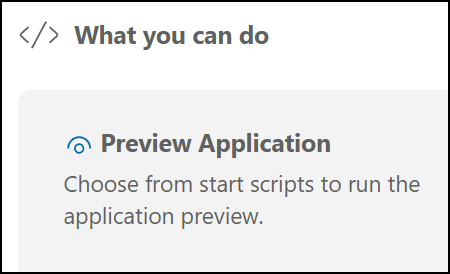 What you can do
Preview Application
Choose from start scripts to run the
application preview.